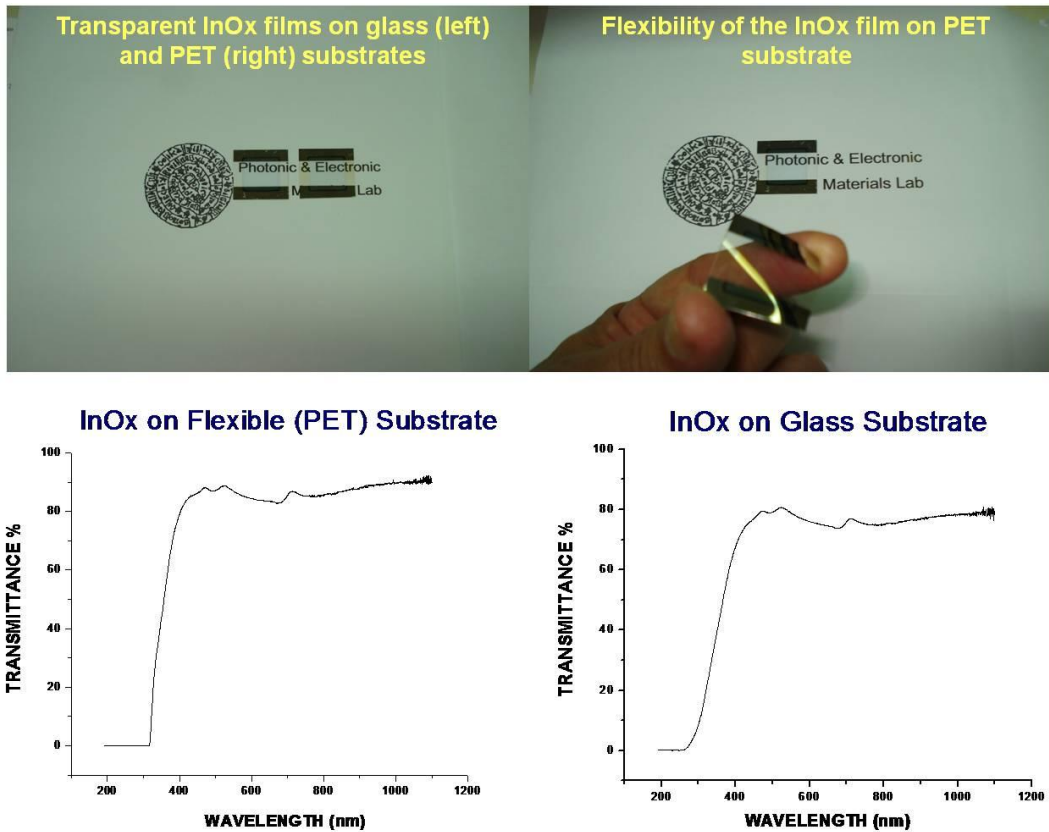 Transparent InOx films on glass (left)
and PET (right) substrates
Photonic & Electronic
M Lab
Flexibility of the InOx film on PET
substrate
Photonic & Electronic
Materials Lab
InOx on Flexible (PET) Substrate
100
80
60
40
20
0
TRANSMITTANCE %
200 400 600 800 1000 1200
WAVELENGTH (nm)
InOx on Glass Substrate
100
80
60
40
20
0
TRANSMITTANCE %
200 400 600 800 1000 1200
WAVELENGTH (nm)